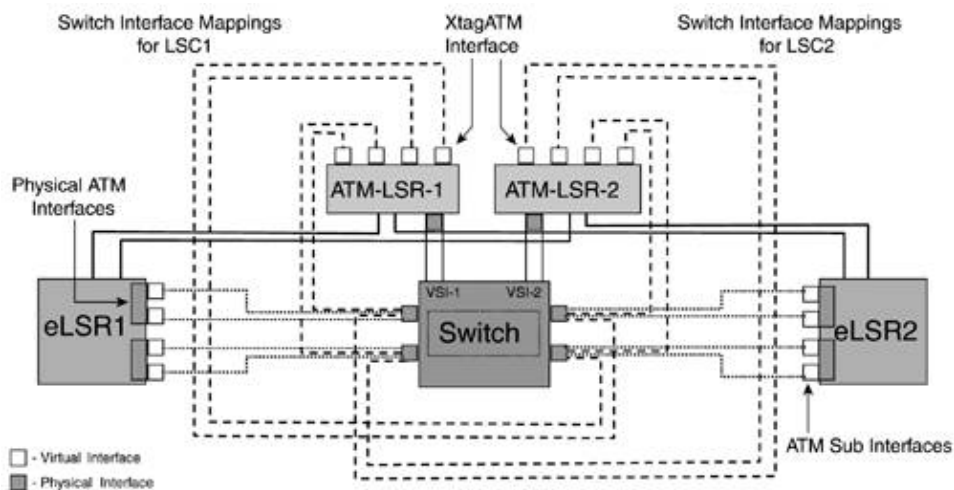 Switch Interface Mappings
for LSC1
XtagATM
Interface
Switch Interface Mappings
for LSC2
Physical ATM
Interfaces
ATM-LSR-1
ATM-LSR-2
eLSR1
VSI-1
VSI-2
Switch
eLSR2
ATM Sub Interfaces
- Virtual Interface
- Physical Interface